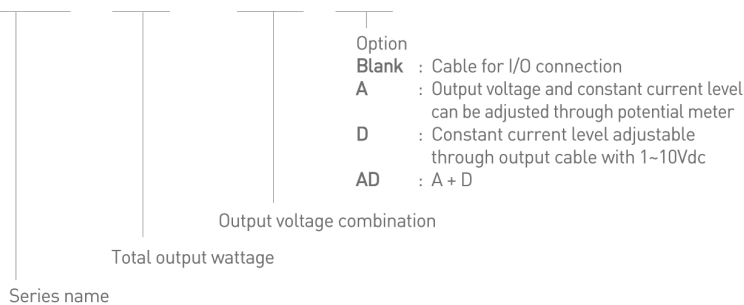 Option
Blank : Cable for I/O connection
A : Output voltage and constant current level
can be adjusted through potential meter
D : Constant current level adjustable
through output cable with 1~10Vdc
AD : A + D
Output voltage combination
Total output wattage
Series name